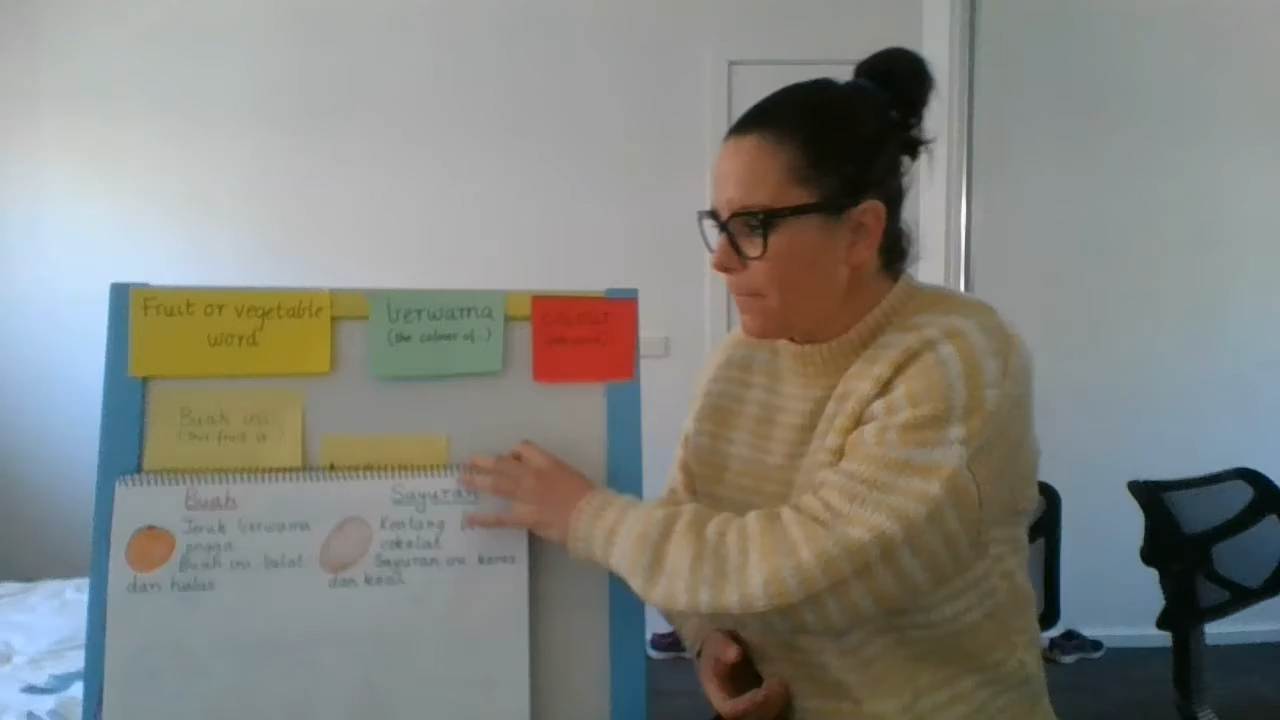 Fruit or vegetable
word
berwarna
(the colour of..)
Buah ini
(this fruit is)
Buah
Jeruk berwarna
Buah ini bulat
dan halus
Sayuran
Kentang
cokelat
Sayuran ini keras
dan kecil